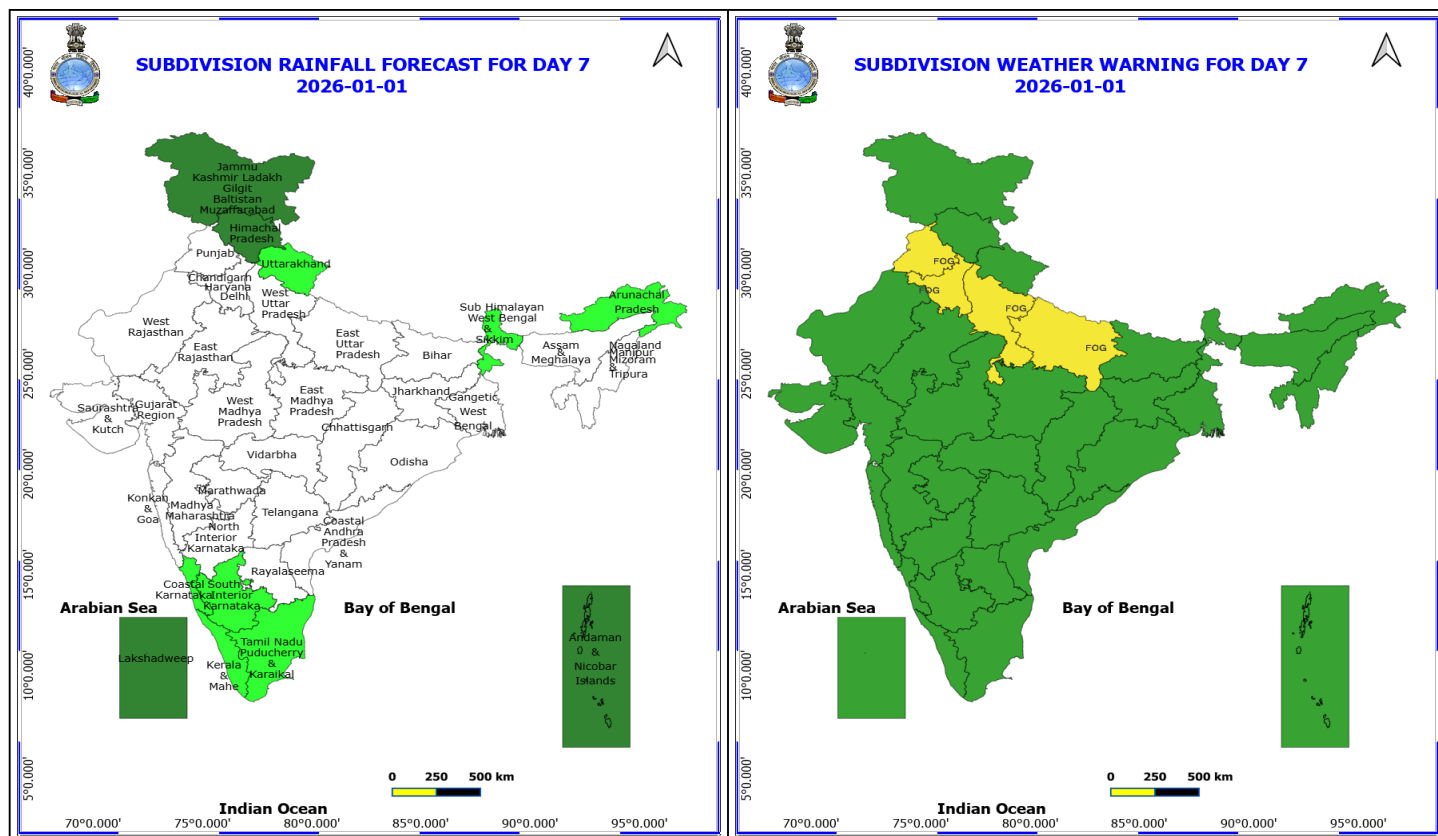 SUBDIVISION RAINFALL FORECAST FOR DAY 7
2026-01-01
40°0.000'
35°0.000'
30°0.000'
25°0.000'
20°0.000'
15°0.000'
10°0.000'
5°0.000'
Jammu
Kashmir Ladakh
Gilgit
Baltistan
Muzaffarabad
Himachal
Pradesh
Punjab
Uttarakhand
Chandigarh
Haryana
Delhi
West
Uttar
Pradesh
West
Rajasthan
East
Rajasthan
East
Uttar
Pradesh
Bihar
Sub Himalayan
West Bengal
&
Sikkim
Arunachal
Pradesh
Assam
&
Meghalaya
Nagaland
Manipur
Mizoram
&
Tripura
Saurashtra
&
Kutch
Gujarat
Region
West
Madhya
Pradesh
East
Madhya
Pradesh
Jharkhand
Gangetic
West
Bengal
Chhattisgarh
Vidarbha
Odisha
Konkan
&
Goa
Madhya
Maharashtra
Marathwada
Telangana
North
Interior
Karnataka
Coastal
Andhra
Pradesh
&
Yanam
Rayalaseema
Coastal
Karnataka
South
Interior
Karnataka
Tamil Nadu
Puducherry
&
Karaikal
Kerala
&
Mahe
Arabian Sea
Bay of Bengal
Lakshadweep
Andaman
&
Nicobar
Islands
0 250 500 km
Indian Ocean
70°0.000' 75°0.000' 80°0.000' 85°0.000' 90°0.000' 95°0.000'
SUBDIVISION WEATHER WARNING FOR DAY 7
2026-01-01
40°0.000'
35°0.000'
30°0.000'
25°0.000'
20°0.000'
15°0.000'
10°0.000'
5°0.000'
FOG
FOG
FOG
FOG
Arabian Sea
Bay of Bengal
0 250 500 km
Indian Ocean
70°0.000' 75°0.000' 80°0.000' 85°0.000' 90°0.000' 95°0.000'